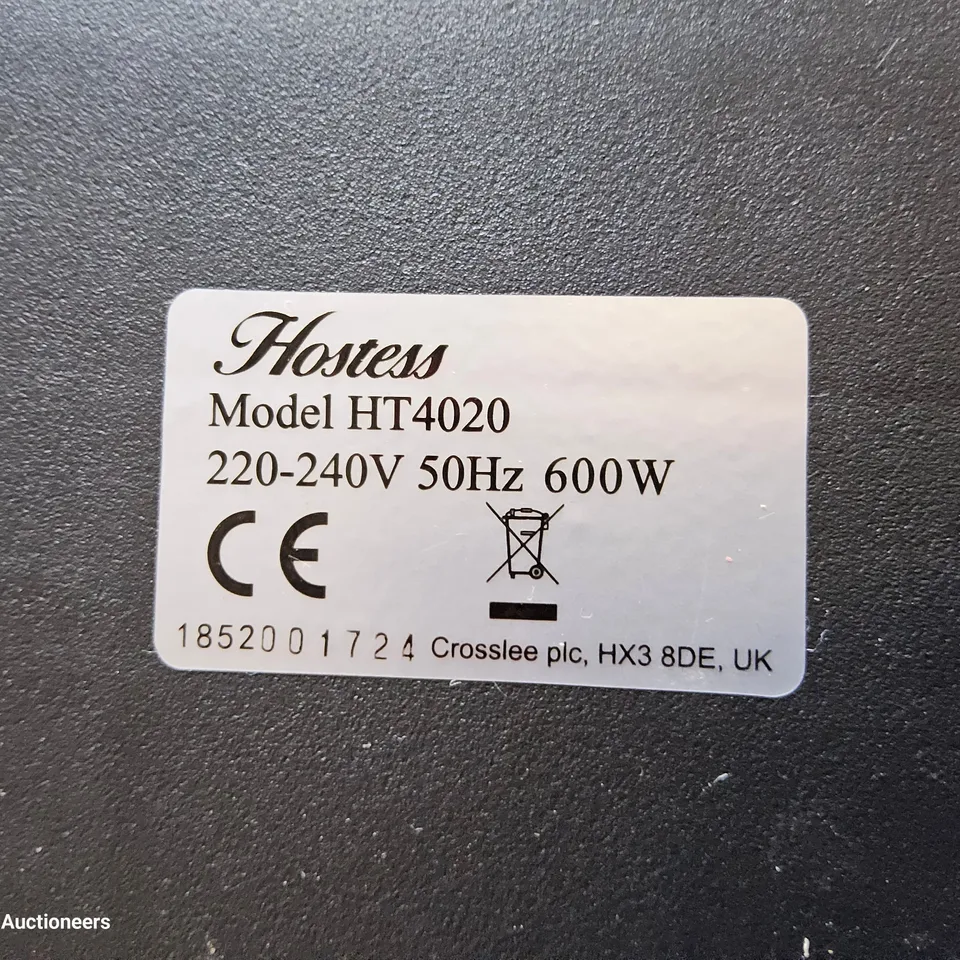 Hostess
Model HT4020
220-240V 50Hz 600W
CE
1852001724 Crosslee plc, HX3 8DE, UK
Auctioneers